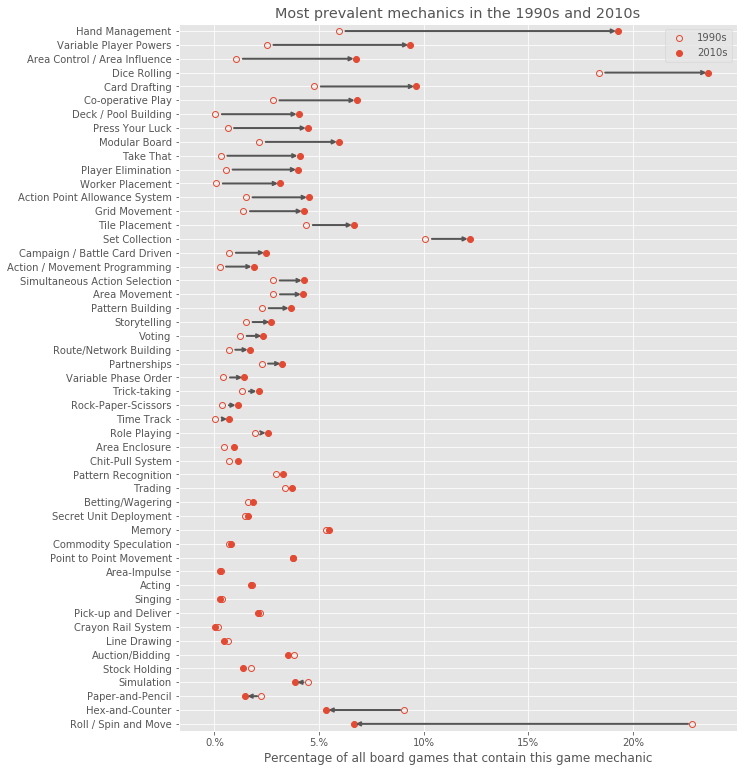 Most prevalent mechanics in the 1990s and 2010s
1990s
2010s
Hand Management
Variable Player Powers
Area Control / Area Influence
Dice Rolling
Card Drafting
Co-operative Play
Deck / Pool Building
Press Your Luck
Modular Board
Take That
Player Elimination
Worker Placement
Action Point Allowance System
Grid Movement
Tile Placement
Set Collection
Campaign / Battle Card Driven
Action / Movement Programming
Simultaneous Action Selection
Area Movement
Pattern Building
Storytelling
Voting
Route/Network Building
Partnerships
Variable Phase Order
Trick-taking
Rock-Paper-Scissors
Time Track
Role Playing
Area Enclosure
Chit-Pull System
Pattern Recognition
Trading
Betting/Wagering
Secret Unit Deployment
Memory
Commodity Speculation
Point to Point Movement
Area-Impulse
Acting
Singing
Pick-up and Deliver
Crayon Rail System
Line Drawing
Auction/Bidding
Stock Holding
Simulation
Paper-and-Pencil
Hex-and-Counter
Roll / Spin and Move
0.% 5% 10% 15% 20%
Percentage of all board games that contain this game mechanic